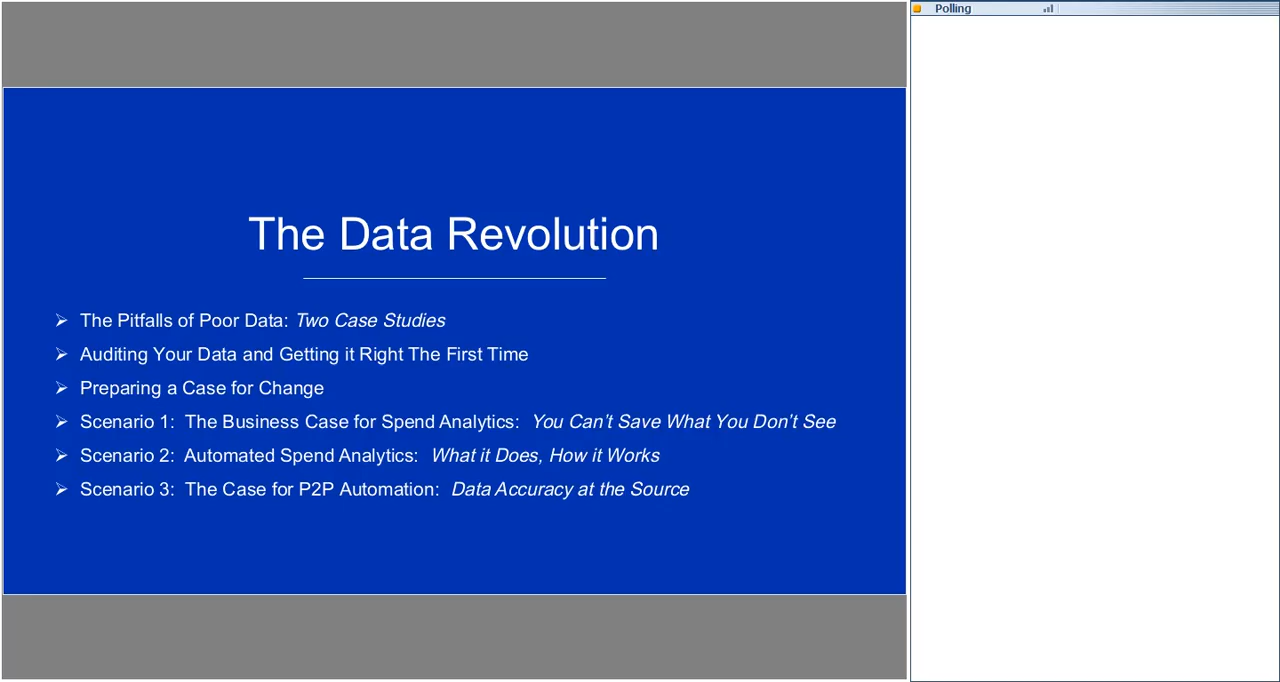 Polling
The Data Revolution
The Pitfalls of Poor Data: Two Case Studies
Auditing Your Data and Getting it Right The First Time
Preparing a Case for Change
Scenario 1: The Business Case for Spend Analytics: You Can't Save What You Don't See
Scenario 2: Automated Spend Analytics: What it Does, How it Works
Scenario 3: The Case for P2P Automation: Data Accuracy at the Source